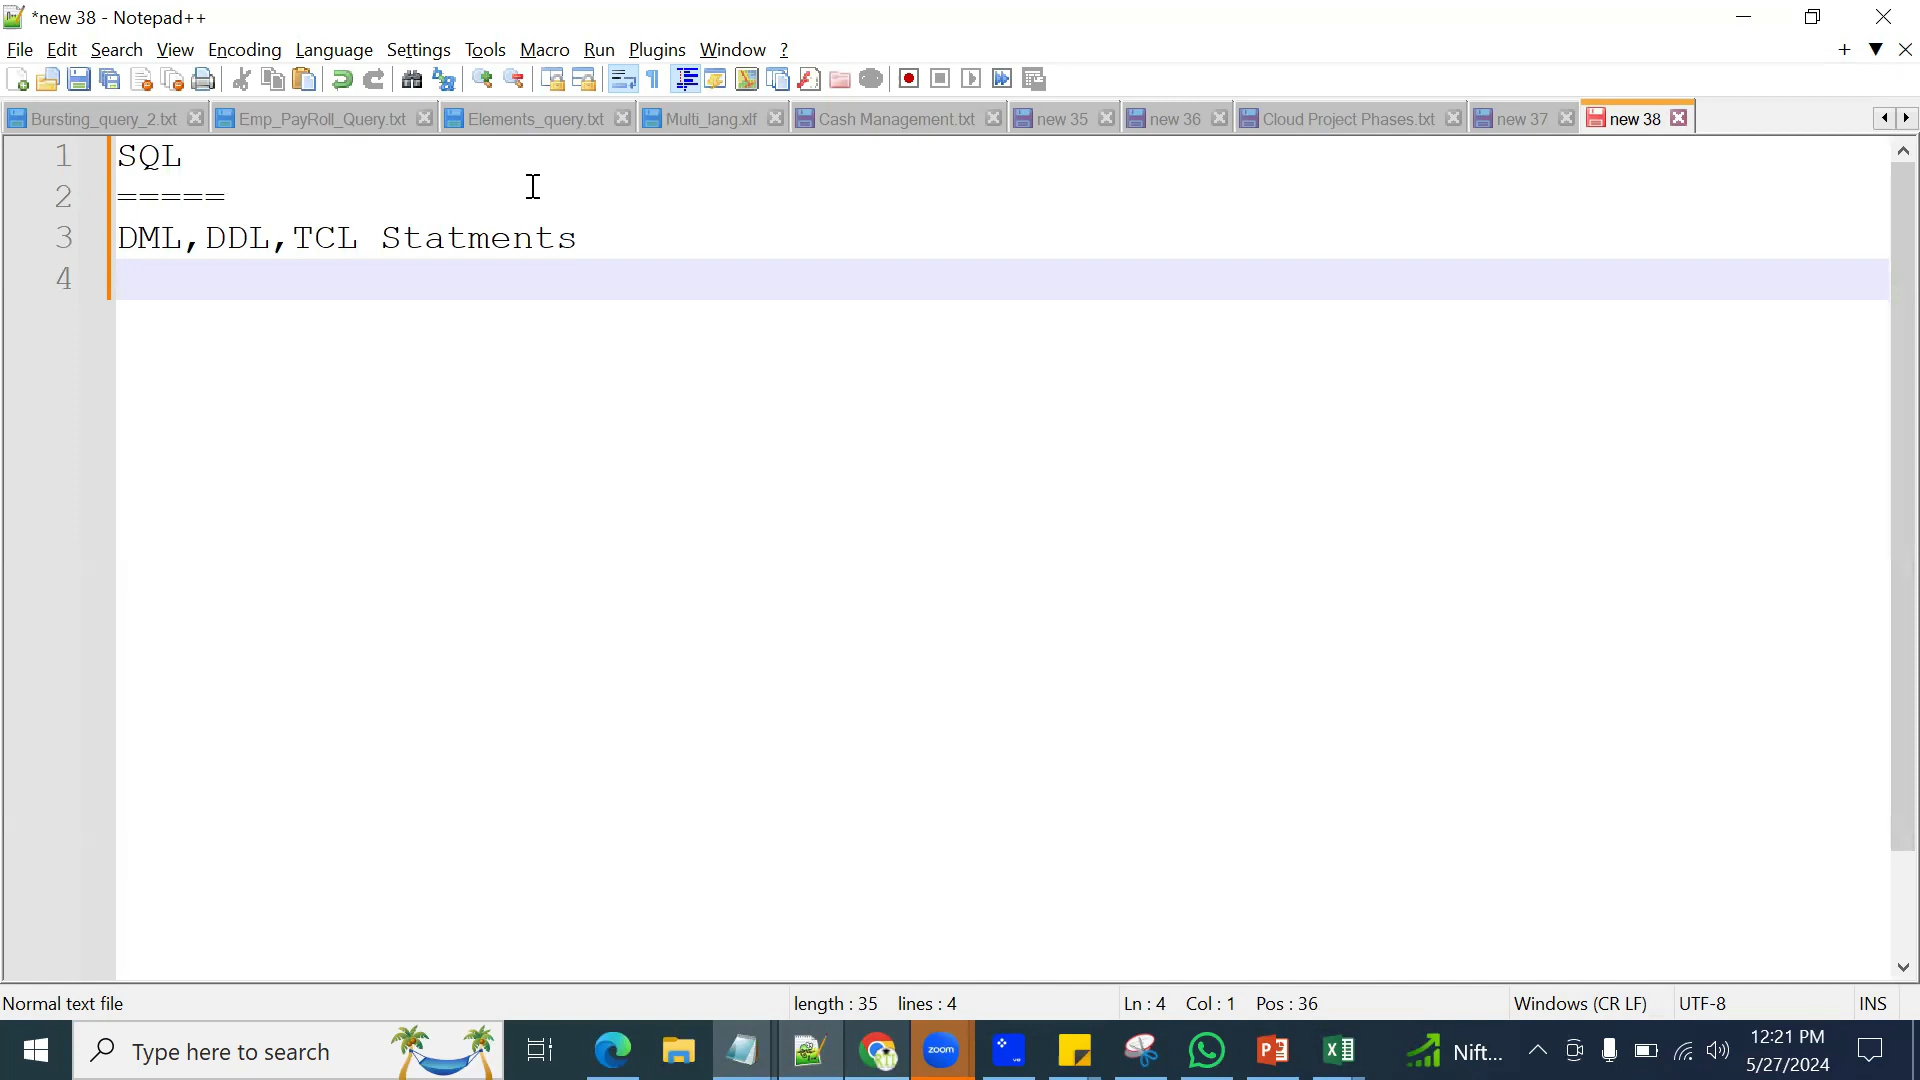 *new 38 - Notepad++
File Edit Search View Encoding Language Settings Tools Macro Run Plugins Window ?
Bursting_query_2.txt Emp_PayRoll_Query.txt Elements_query.txt Multi_lang.xlf Cash Management.txt new 35 new 36 Cloud Project Phases.txt new 37 new 38
1 SQL
2 =====
3 DML,DDL,TCL Statments
4
Normal text file length : 35 lines : 4 Ln : 4 Col : 1 Pos : 36 Windows (CR LF) UTF-8 INS
Type here to search zoom Nift... 12:21 PM
5/27/2024